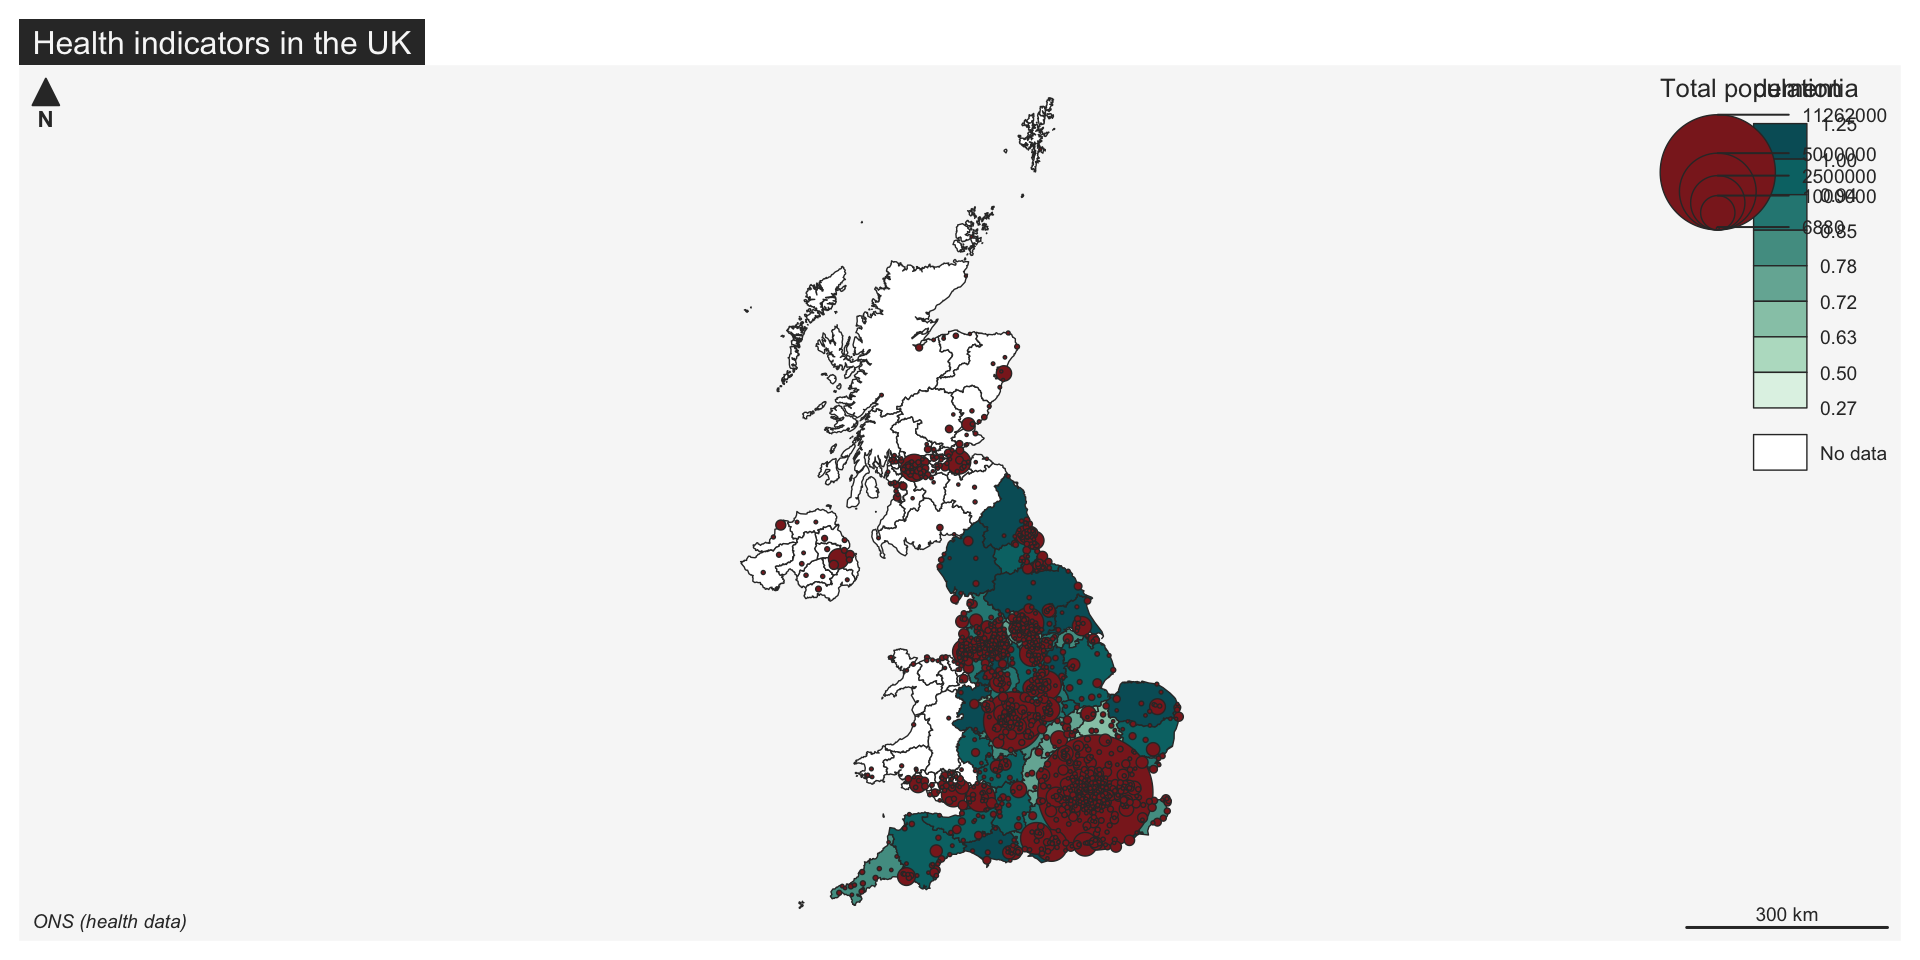 Health indicators in the UK
N
Total population
dementia
11262000
5000000
2500000
1000000
6880
1.25
1.00
0.94
0.85
0.78
0.72
0.63
0.50
0.27
No data
ONS (health data)
300 km